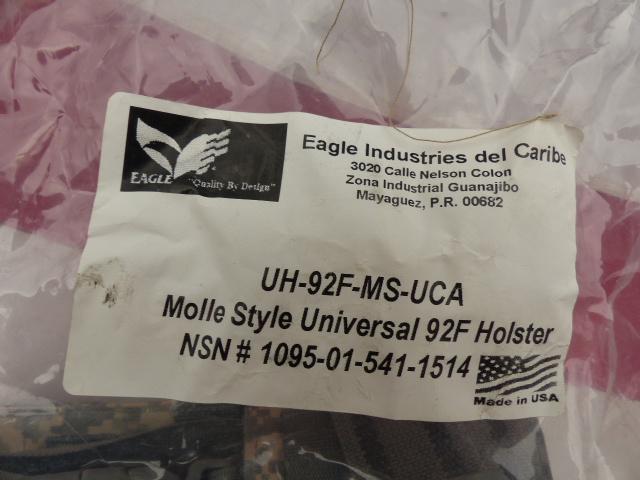 EAGLE
"Quality By Design"
Eagle Industries del Caribe
3020 Calle Nelson Colon
Zona Industrial Guanajibo
Mayaguez, P.R. 00682
UH-92F-MS-UCA
Molle Style Universal 92F Holster
NSN # 1095-01-541-1514
Made in USA